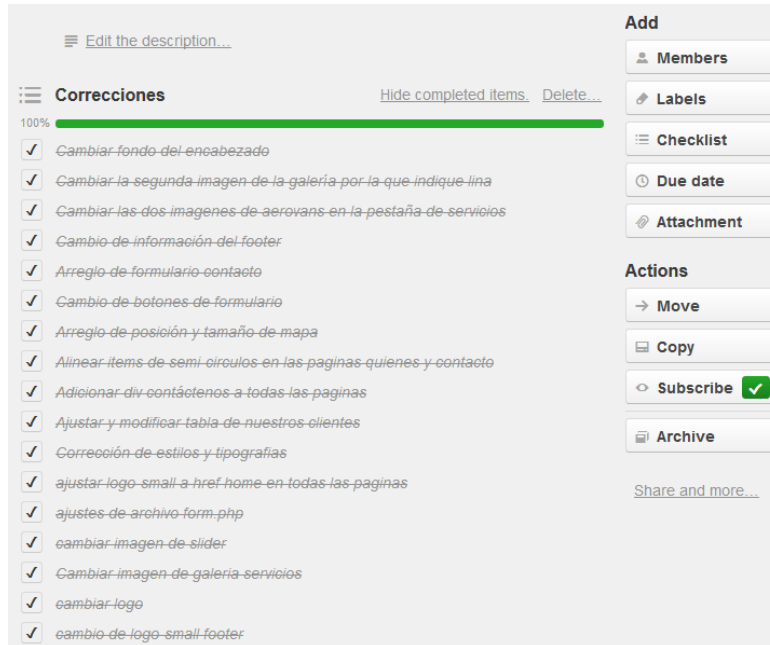 Edit the description...
Correcciones
Hide completed items.
Delete...
100%
Cambiar fondo del encabezado
Cambiar la segunda imagen de la galería por la que indique lina
Cambiar las dos imagenes de aerovans en la pestaña de servicios
Cambio de información del footer
Arreglo de formulario contacto
Cambio de botones de formulario
Arreglo de posición y tamaño de mapa
Alinear items de semi-circulos en las paginas quienes y contacto
Adicionar div contáctenos a todas las paginas
Ajustar y modificar tabla de nuestros clientes
Corrección de estilos y tipografias
ajustar logo-small a href home en todas las paginas
ajustes de archivo form.php
cambiar imagen de slider
Cambiar imagen de galeria servicios
cambiar logo
cambio de logo-small footer
Add
Members
Labels
Checklist
Due date
Attachment
Actions
Move
Copy
Subscribe
Archive
Share and more...